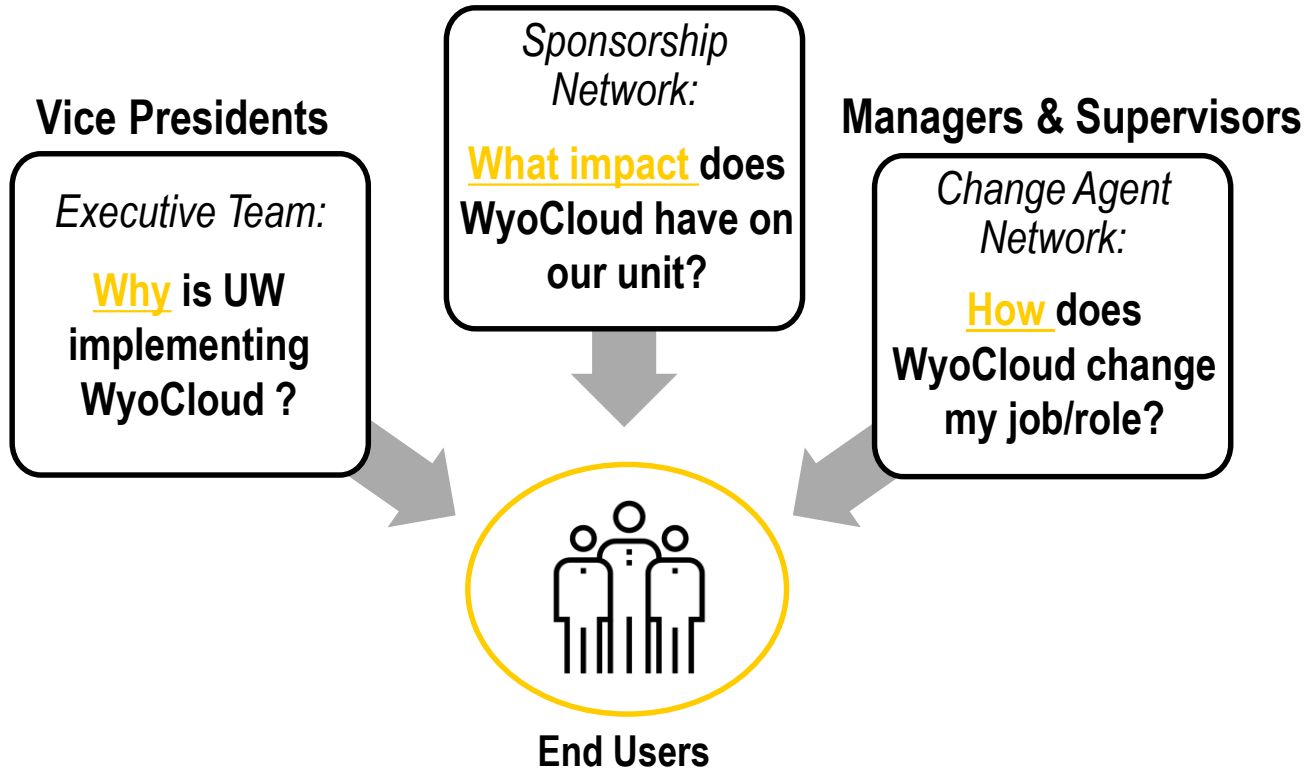 Vice Presidents
Executive Team:
Why is UW
implementing
WyoCloud ?
Sponsorship
Network:
What impact does
WyoCloud have on
our unit?
Managers & Supervisors
Change Agent
Network:
How does
WyoCloud change
my job/role?
End Users